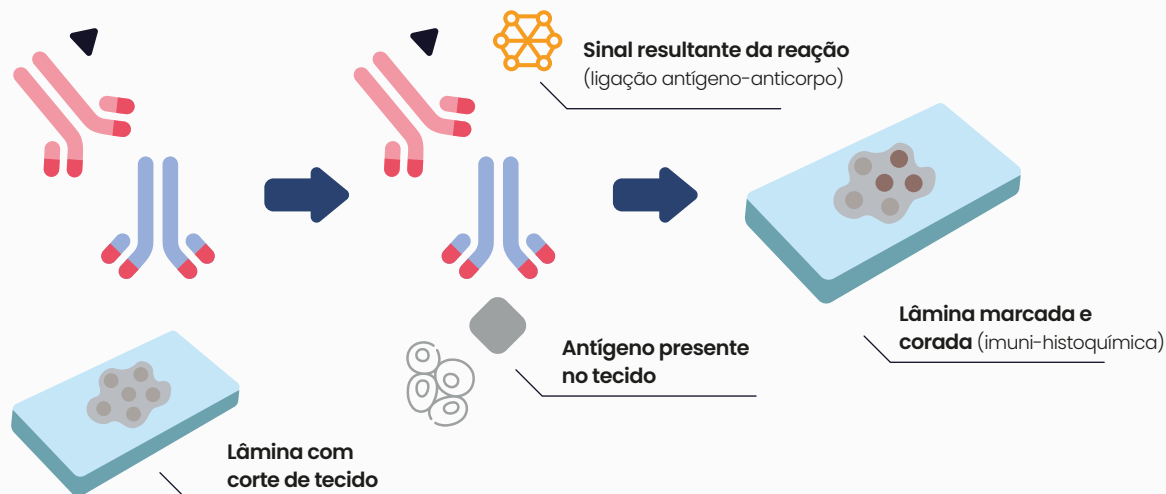 Sinal resultante da reação
(ligação antígeno-anticorpo)
Lâmina marcada e
corada (imuni-histoquímica)
Antígeno presente
no tecido
Lâmina com
corte de tecido